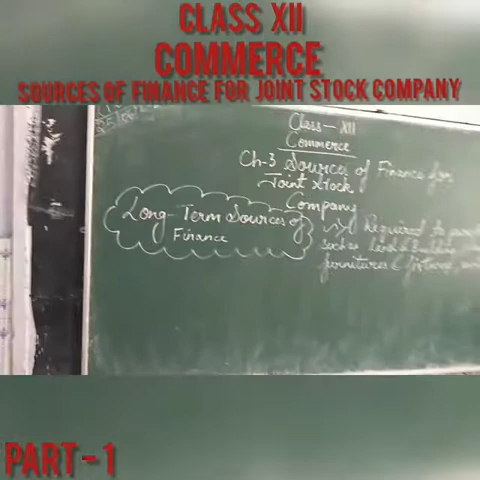 CLASS XII
COMMERCE
SOURCES OF FINANCE FOR JOINT STOCK COMPANY
Class - XII
Commerce
Ch-3 Sources of Finance for
Joint Stock
Company
Long-Term Sources of
Finance
Required to
such as land & Building
furnitures &
PART-1